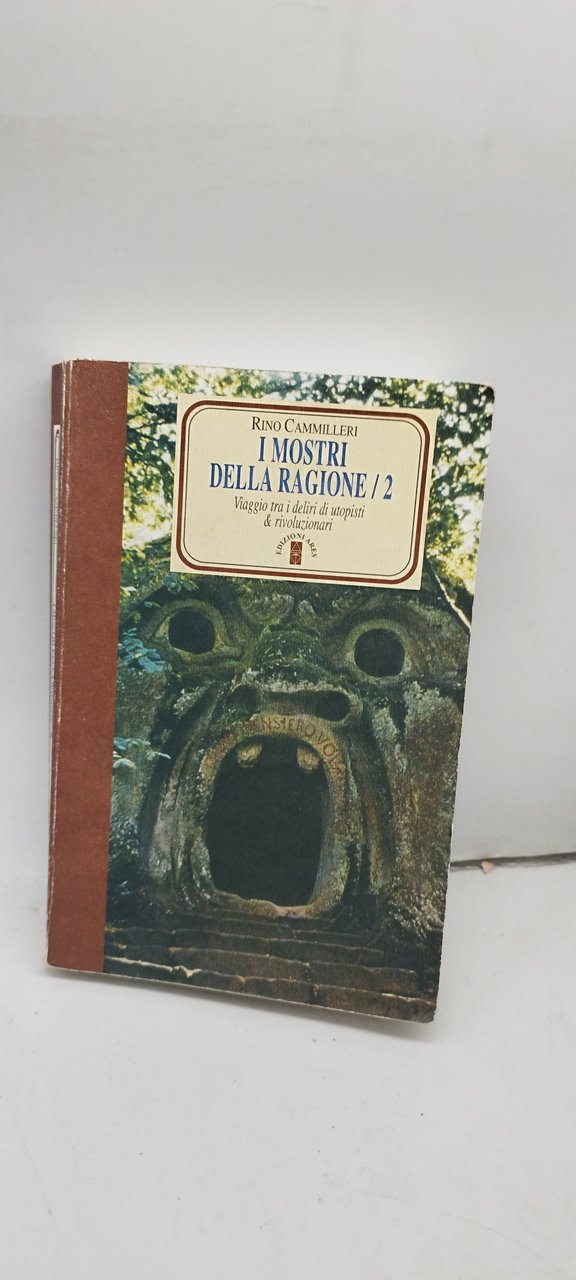 RINO CAMMILLERI
I MOSTRI
DELLA RAGIONE / 2
Viaggio tra i deliri di utopisti
& rivoluzionari
EDIZIONI ARES